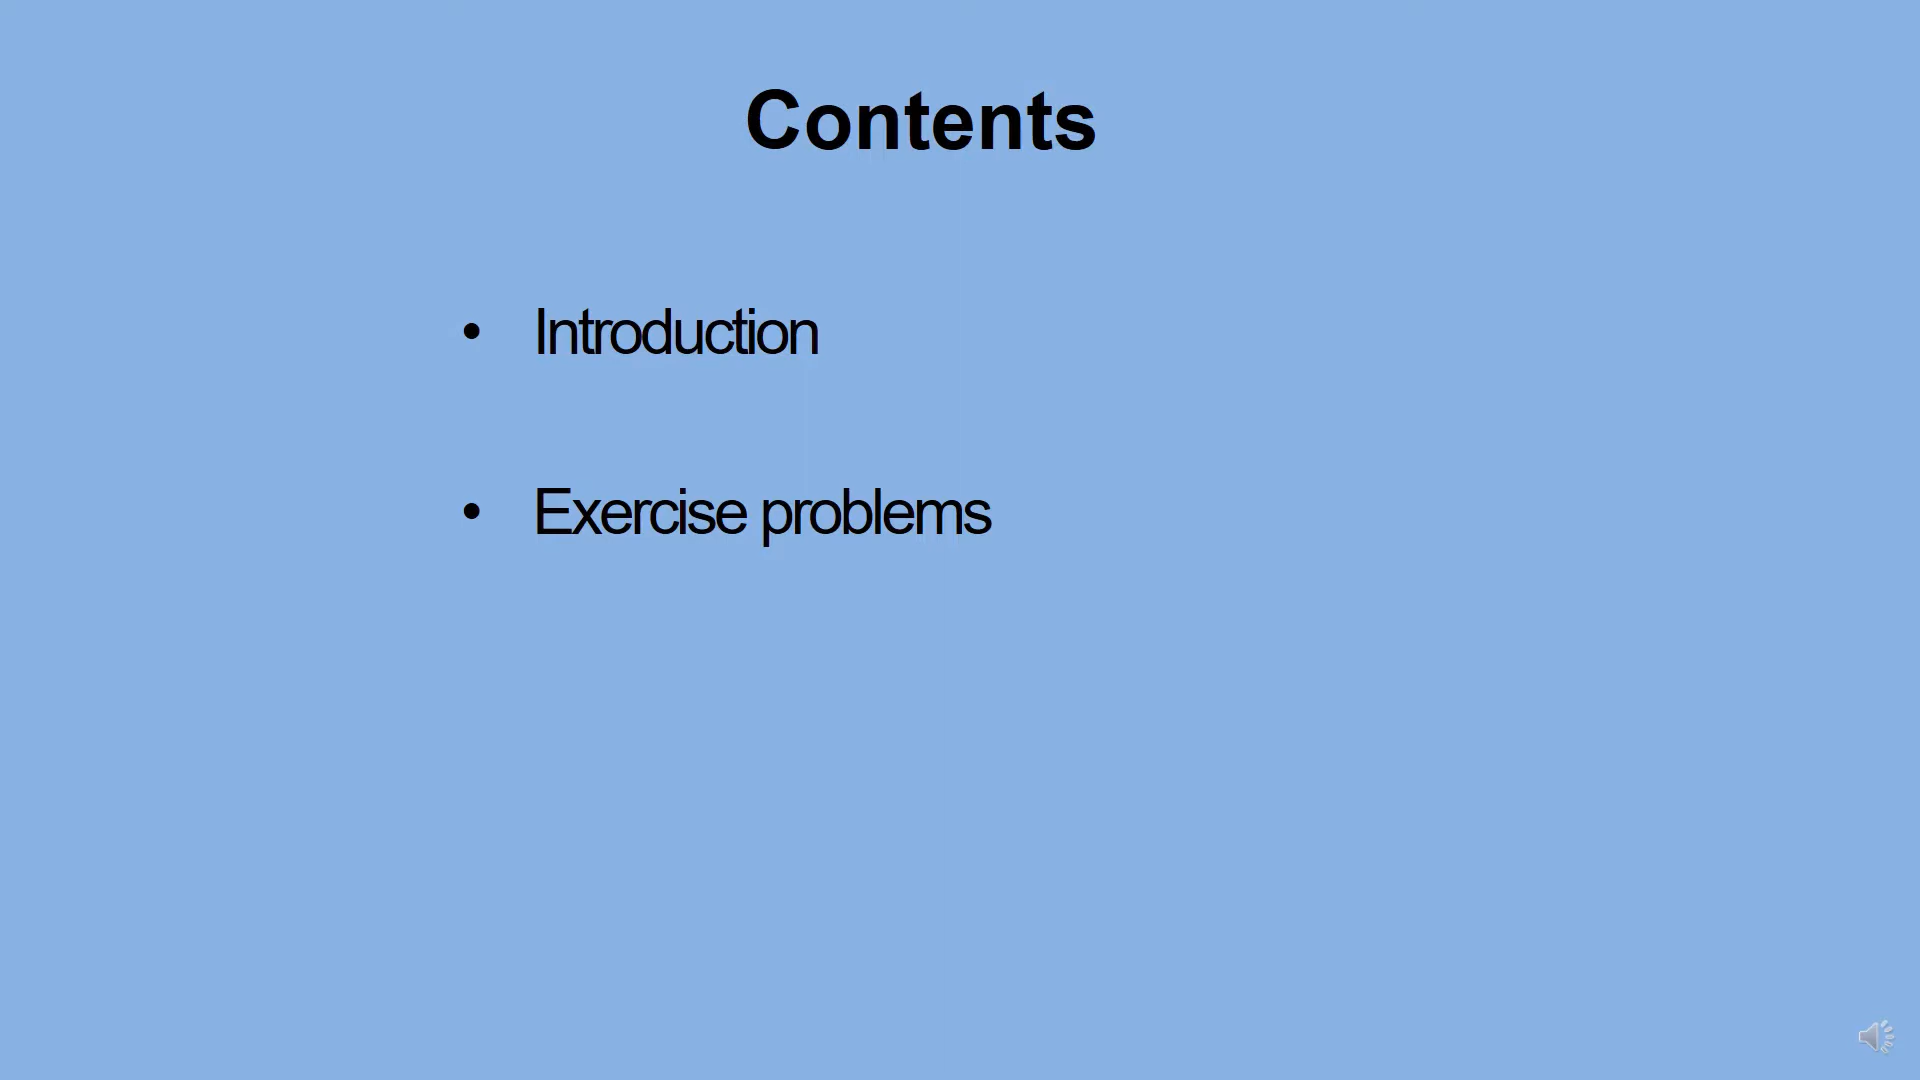 Contents
• Introduction
• Exercise problems